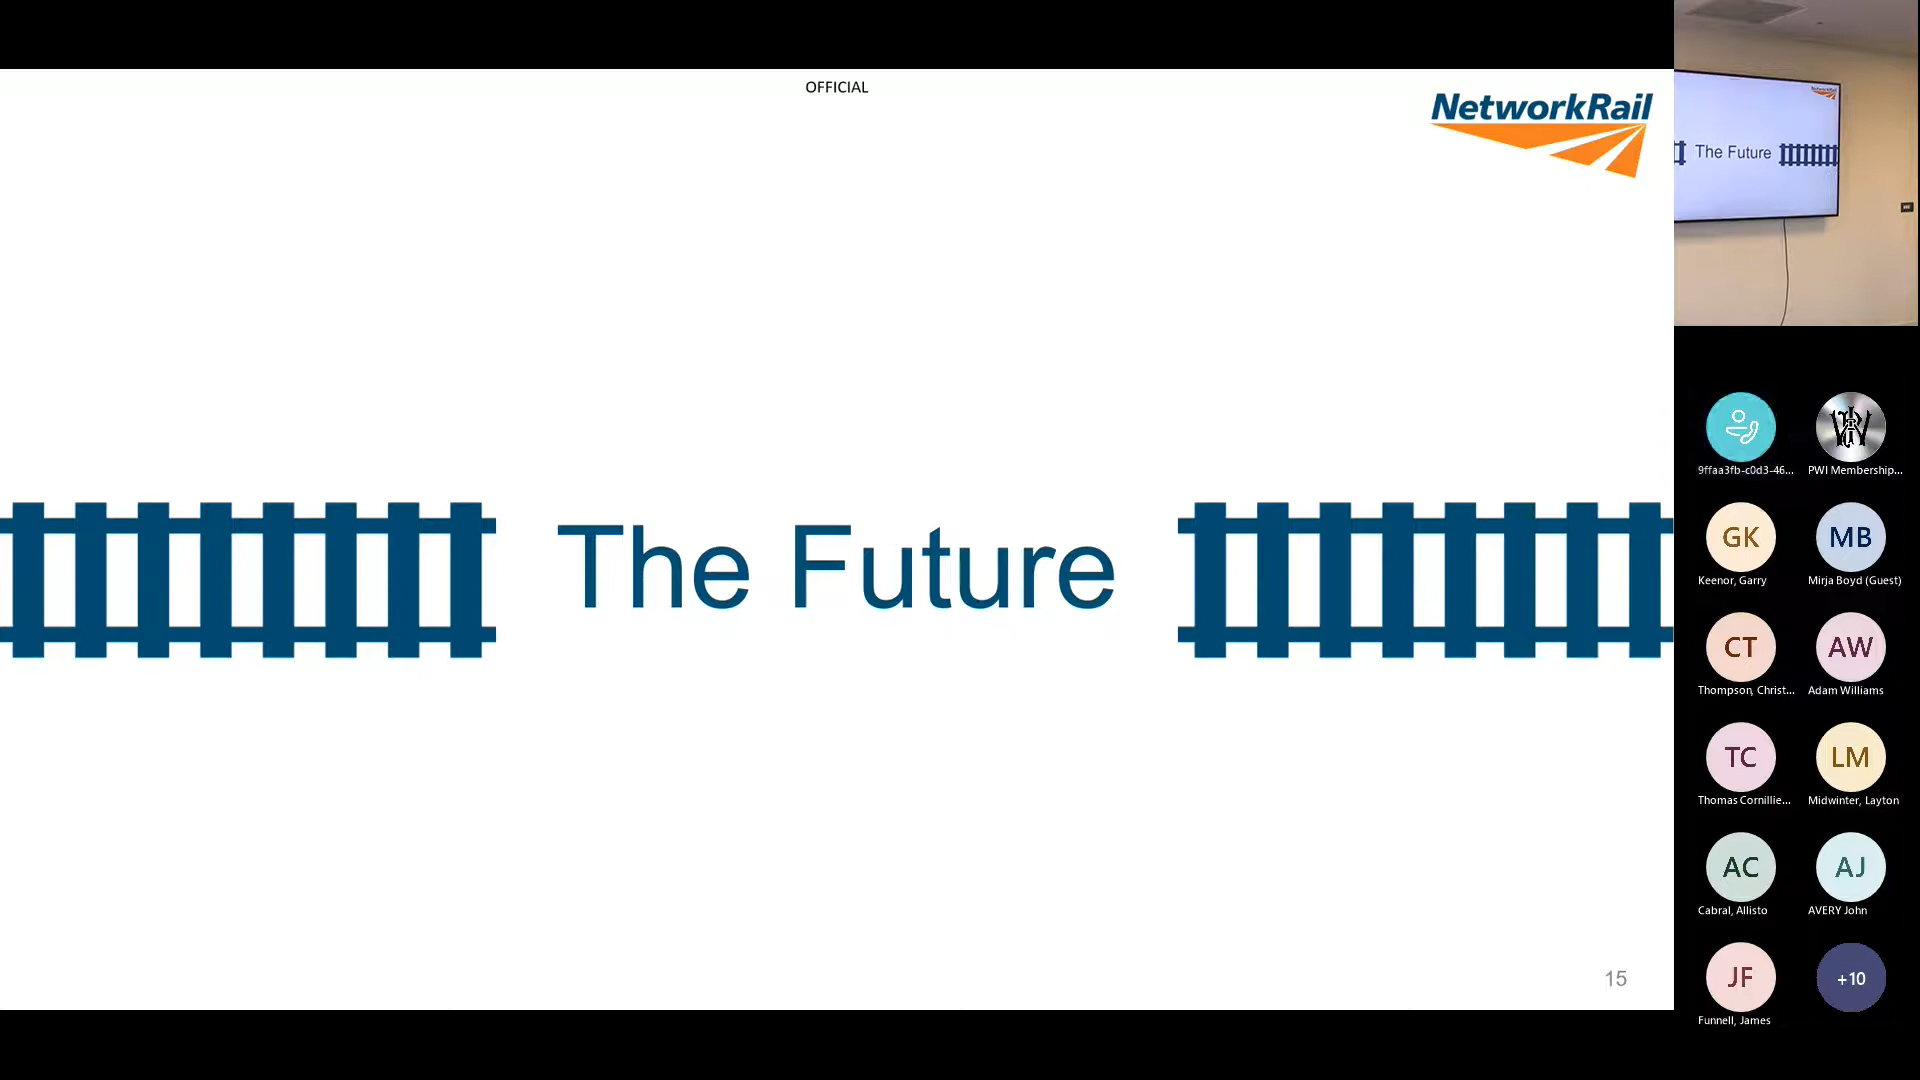 OFFICIAL
NetworkRail
The Future
15
NetworkRail
The Future
9ffaa3fb-c0d3-46...
PWI Membership...
GK
Keenor, Garry
MB
Mirja Boyd (Guest)
CT
Thompson, Christ...
AW
Adam Williams
TC
Thomas Cornillie...
LM
Midwinter, Layton
AC
Cabral, Allisto
AJ
AVERY John
JF
Funnell, James
+10